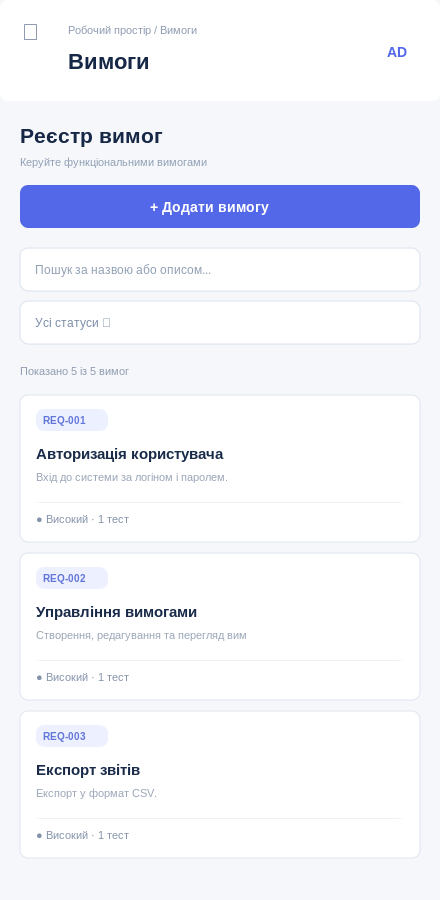 Робочий простір / Вимоги
Вимоги
AD
Реєстр вимог
Керуйте функціональними вимогами
+ Додати вимогу
Пошук за назвою або описом...
Усі статуси
Показано 5 із 5 вимог
REQ-001
Авторизація користувача
Вхід до системи за логіном і паролем.
● Високий · 1 тест
REQ-002
Управління вимогами
Створення, редагування та перегляд вим
● Високий · 1 тест
REQ-003
Експорт звітів
Експорт у формат CSV.
● Високий · 1 тест